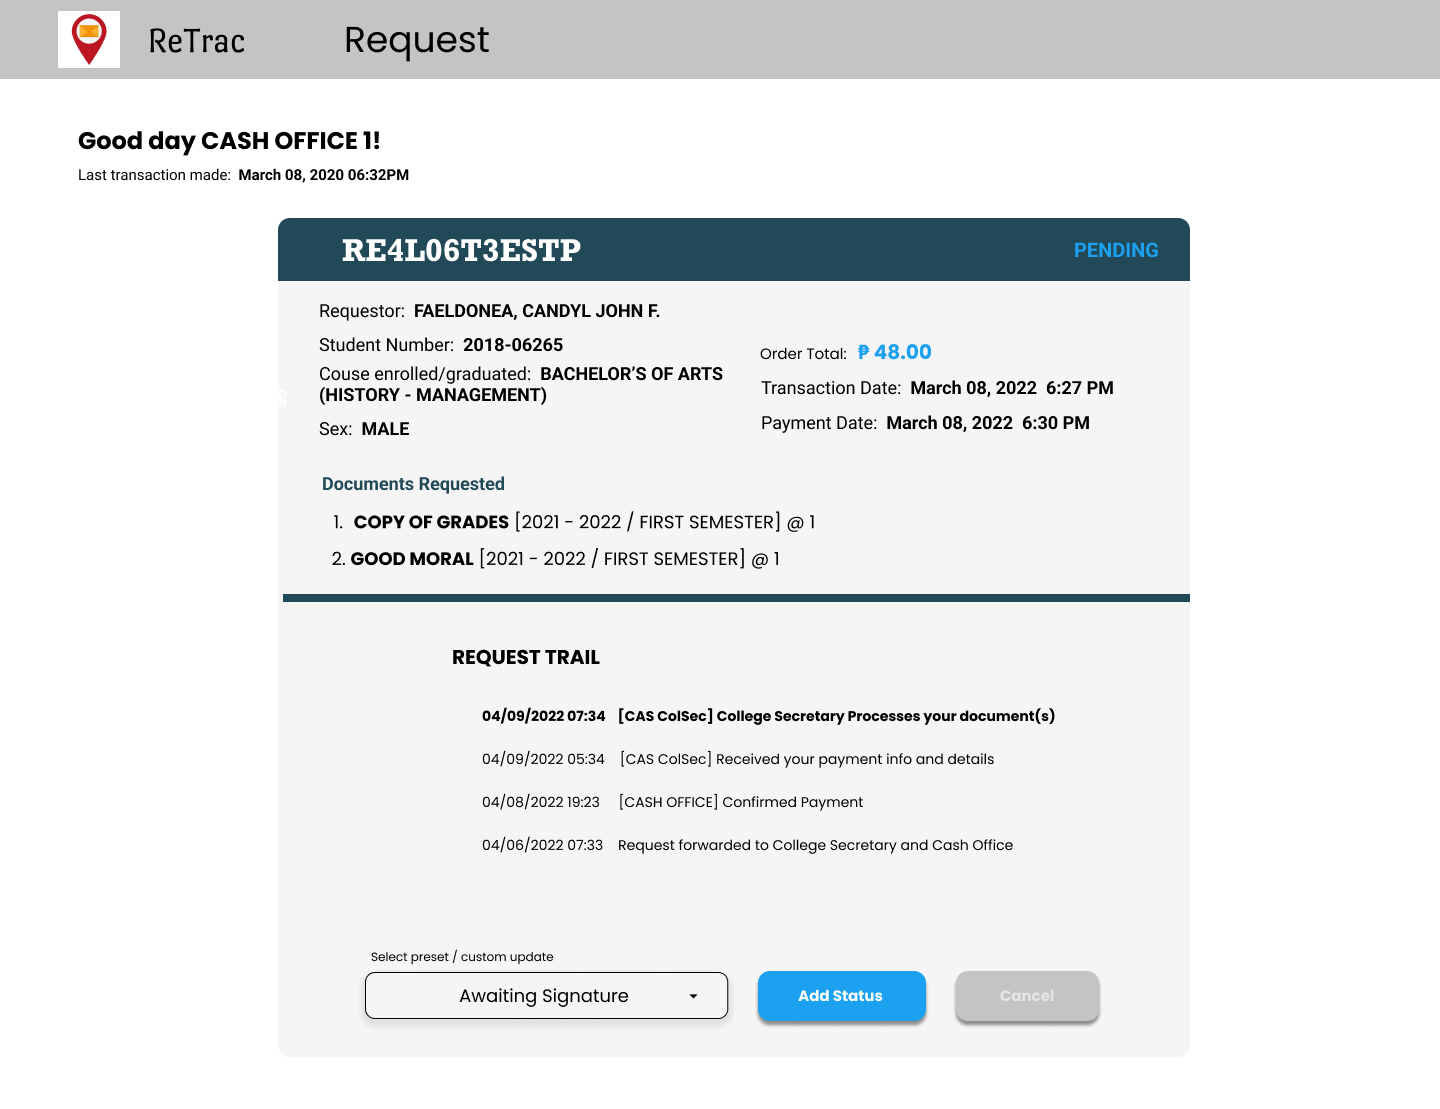 ReTrac
Request
Good day CASH OFFICE 1!
Last transaction made: March 08, 2020 06:32PM
RE4L06T3ESTP
PENDING
Requestor: FAELDONEA, CANDYL JOHN F.
Student Number: 2018-06265
Couse enrolled/graduated: BACHELOR'S OF ARTS
(HISTORY - MANAGEMENT)
Sex: MALE
Order Total: ₱ 48.00
Transaction Date: March 08, 2022 6:27 PM
Payment Date: March 08, 2022 6:30 PM
Documents Requested
1. COPY OF GRADES [2021 - 2022 / FIRST SEMESTER] @ 1
2. GOOD MORAL [2021 - 2022 / FIRST SEMESTER] @ 1
REQUEST TRAIL
04/09/2022 07:34 [CAS ColSec] College Secretary Processes your document(s)
04/09/2022 05:34 [CAS ColSec] Received your payment info and details
04/08/2022 19:23 [CASH OFFICE] Confirmed Payment
04/06/2022 07:33 Request forwarded to College Secretary and Cash Office
Select preset / custom update
Awaiting Signature
Add Status
Cancel